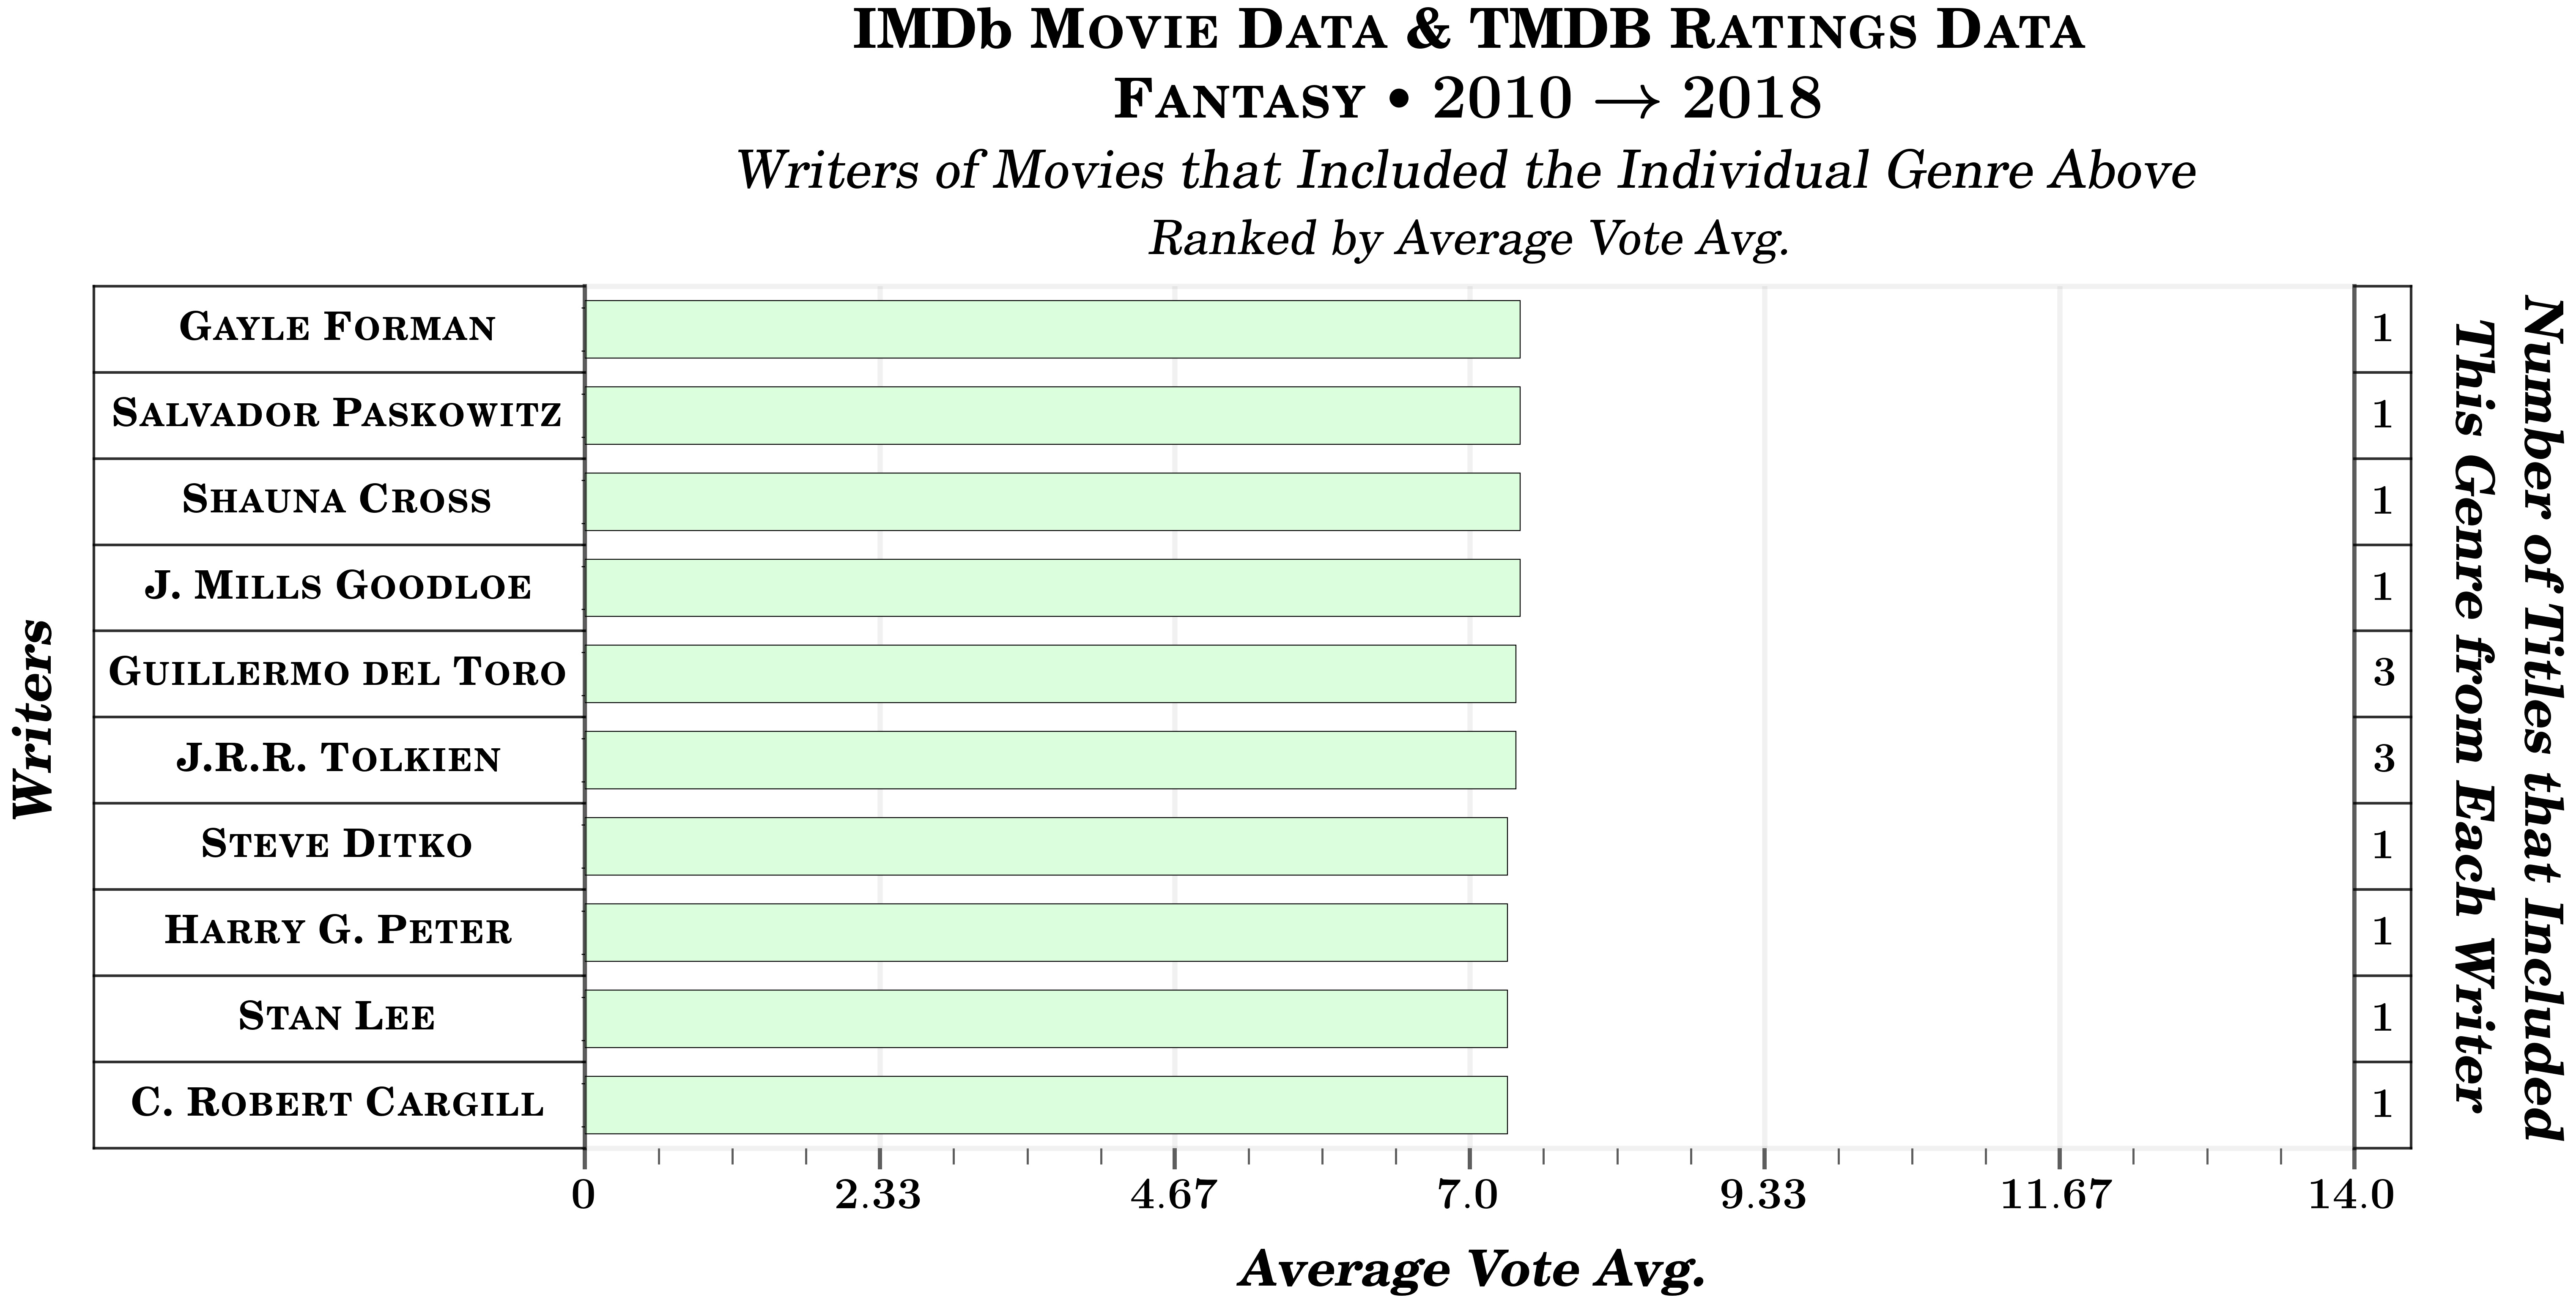 IMDb Movie Data & TMDB Ratings Data
Fantasy • 2010 → 2018
Writers of Movies that Included the Individual Genre Above
Ranked by Average Vote Avg.
Writers
Gayle Forman 1
Salvador Paskowitz 1
Shauna Cross 1
J. Mills Goodloe 1
Guillermo del Toro 3
J.R.R. Tolkien 3
Steve Ditko 1
Harry G. Peter 1
Stan Lee 1
C. Robert Cargill 1
0 2.33 4.67 7.0 9.33 11.67 14.0
Average Vote Avg.
Number of Titles that Included
This Genre from Each Writer